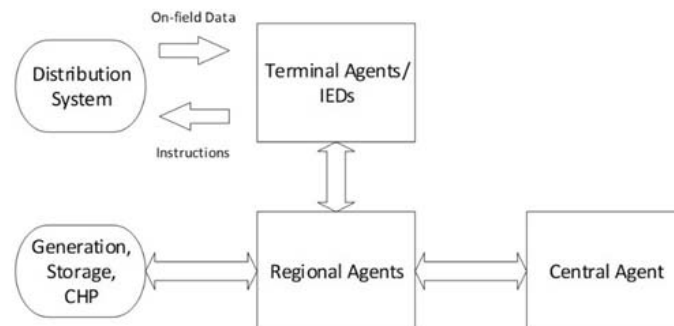 On-field Data
Distribution
System
Terminal Agents/
IEDs
Instructions
Generation,
Storage,
CHP
Regional Agents
Central Agent